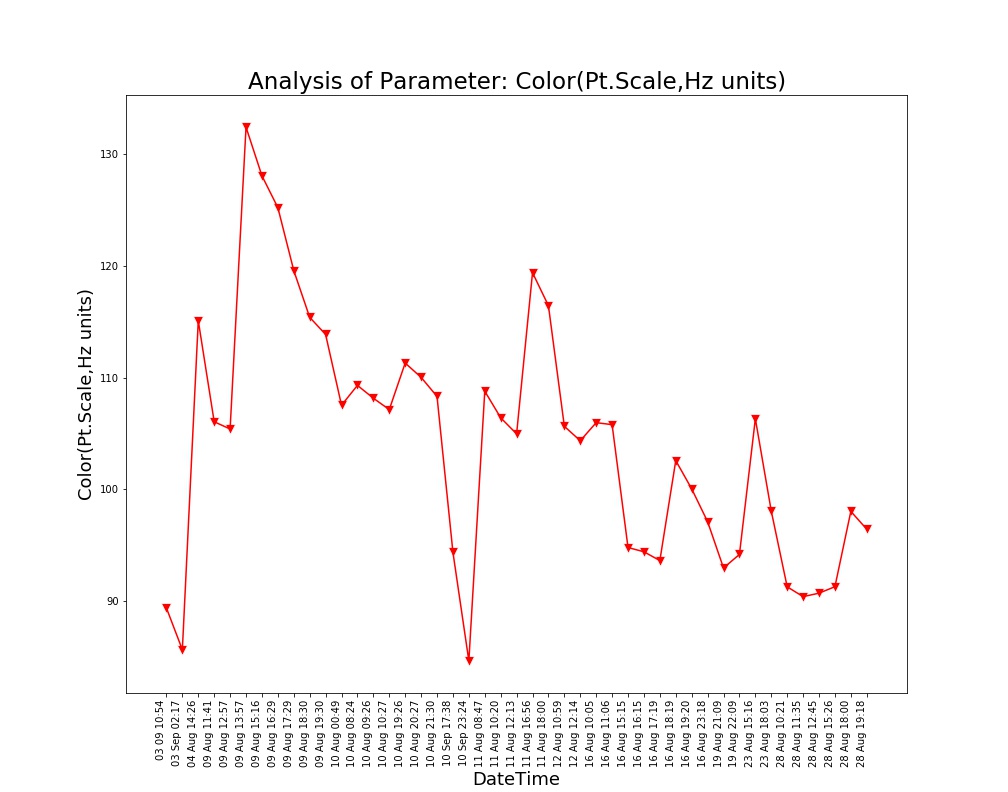 Analysis of Parameter: Color(Pt.Scale,Hz units)
Color(Pt.Scale,Hz units)
130
120
110
100
90
03 09 10:54
03 Sep 02:17
04 Aug 14:26
09 Aug 11:41
09 Aug 12:57
09 Aug 13:57
09 Aug 15:16
09 Aug 16:29
09 Aug 17:29
09 Aug 18:30
09 Aug 19:30
10 Aug 00:49
10 Aug 08:24
10 Aug 09:26
10 Aug 10:27
10 Aug 19:26
10 Aug 20:27
10 Aug 21:30
10 Sep 17:38
10 Sep 23:24
11 Aug 08:47
11 Aug 10:20
11 Aug 12:13
11 Aug 16:56
11 Aug 18:00
12 Aug 10:59
12 Aug 12:14
16 Aug 10:05
16 Aug 11:06
16 Aug 15:15
16 Aug 16:15
16 Aug 17:19
16 Aug 18:19
16 Aug 19:20
16 Aug 23:18
19 Aug 21:09
19 Aug 22:09
23 Aug 15:16
23 Aug 18:03
28 Aug 10:21
28 Aug 11:35
28 Aug 12:45
28 Aug 15:26
28 Aug 18:00
28 Aug 19:18
DateTime